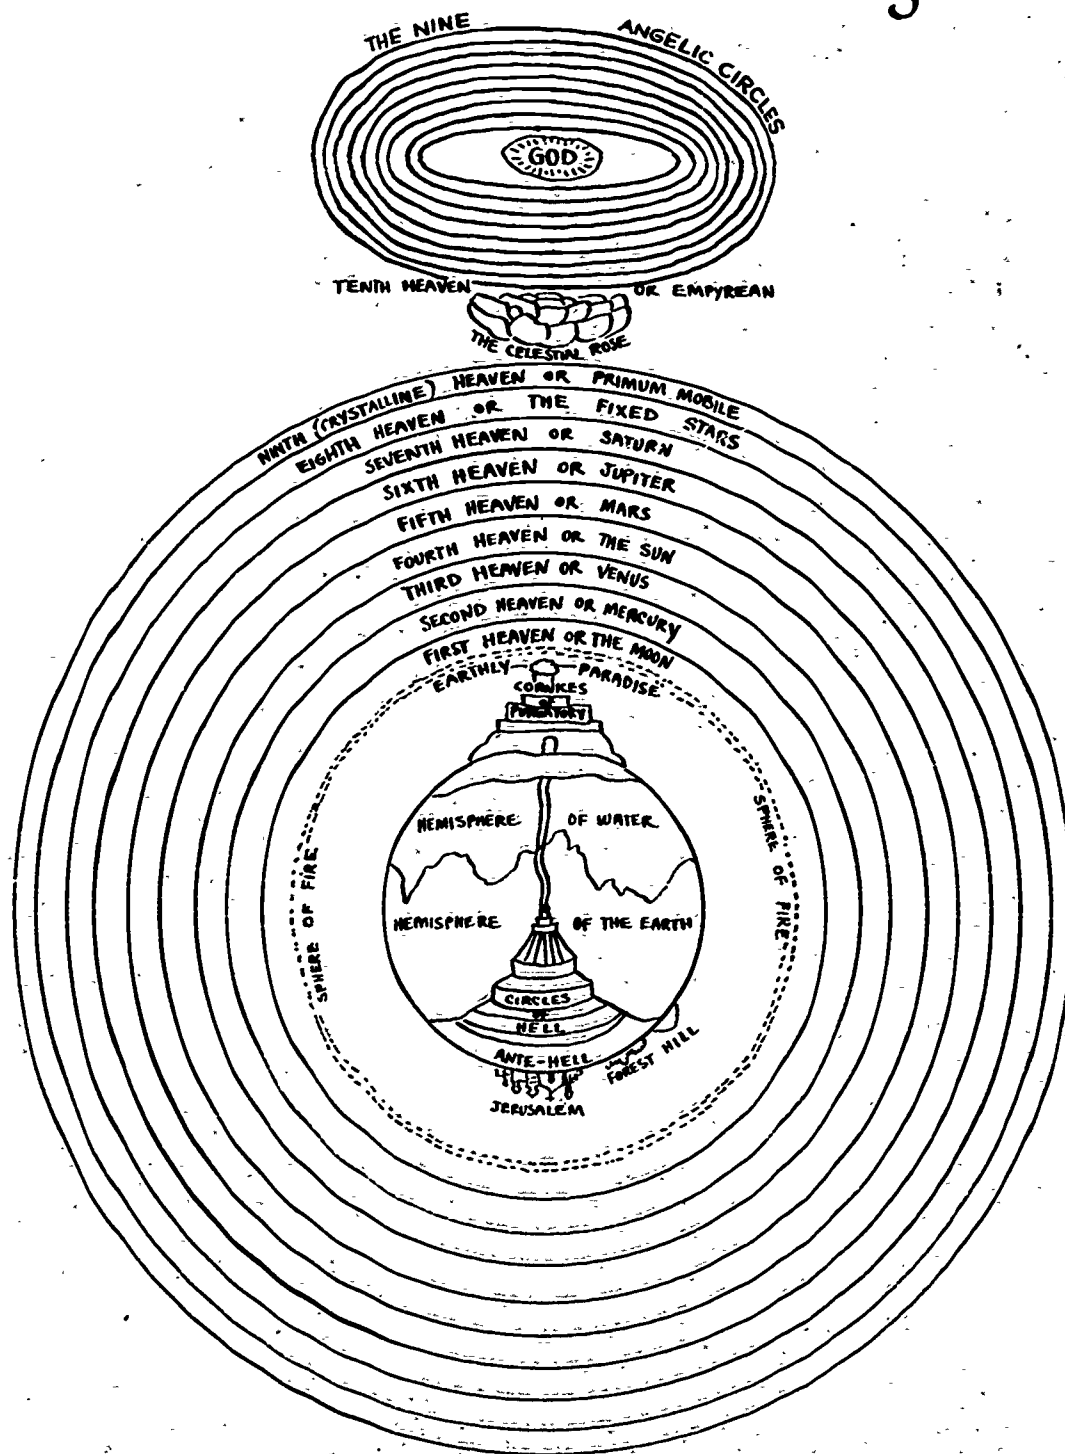 THE NINE ANGELIC CIRCLES
GOD
TENTH HEAVEN OR EMPYREAN
THE CELESTIAL ROSE
NINTH (CRYSTALLINE) HEAVEN OR PRIMUM MOBILE
EIGHTH HEAVEN OR THE FIXED STARS
SEVENTH HEAVEN OR SATURN
SIXTH HEAVEN OR JUPITER
FIFTH HEAVEN OR MARS
FOURTH HEAVEN OR THE SUN
THIRD HEAVEN OR VENUS
SECOND HEAVEN OR MERCURY
FIRST HEAVEN OR THE MOON
EARTHLY PARADISE
CORNICES
OF
PURGATORY
HEMISPHERE OF WATER
SPHERE OF FIRE
SPHERE OF FIRE
HEMISPHERE OF THE EARTH
CIRCLES
OF
HELL
ANTE-HELL
FOREST HILL
JERUSALEM